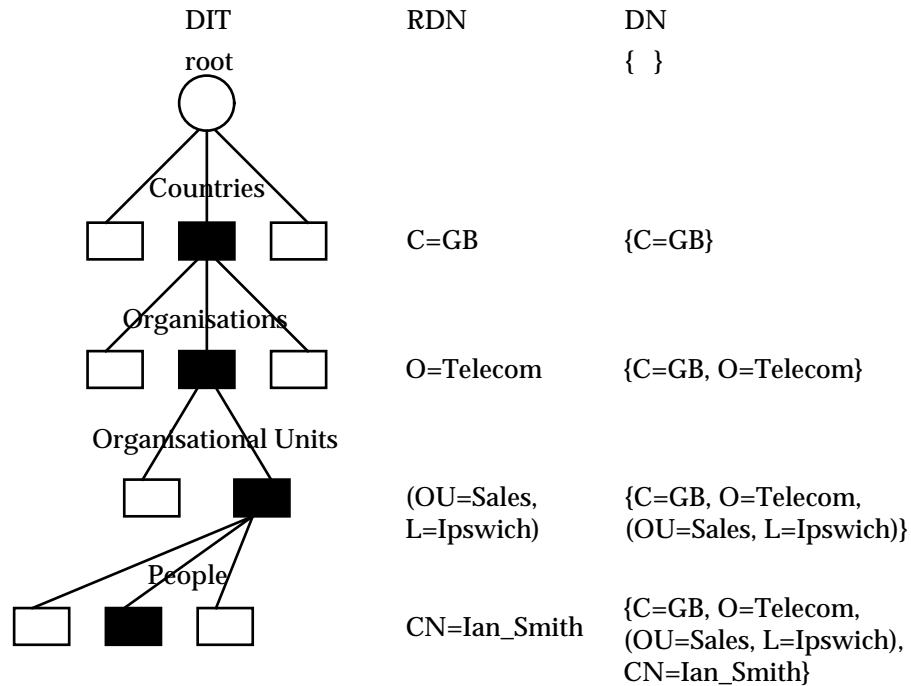 DIT RDN DN
root { }
Countries
C=GB {C=GB}
Organisations
O=Telecom {C=GB, O=Telecom}
Organisational Units
(OU=Sales, {C=GB, O=Telecom,
L=Ipswich) (OU=Sales, L=Ipswich)}
People
{C=GB, O=Telecom,
CN=Ian_Smith (OU=Sales, L=Ipswich),
CN=Ian_Smith}